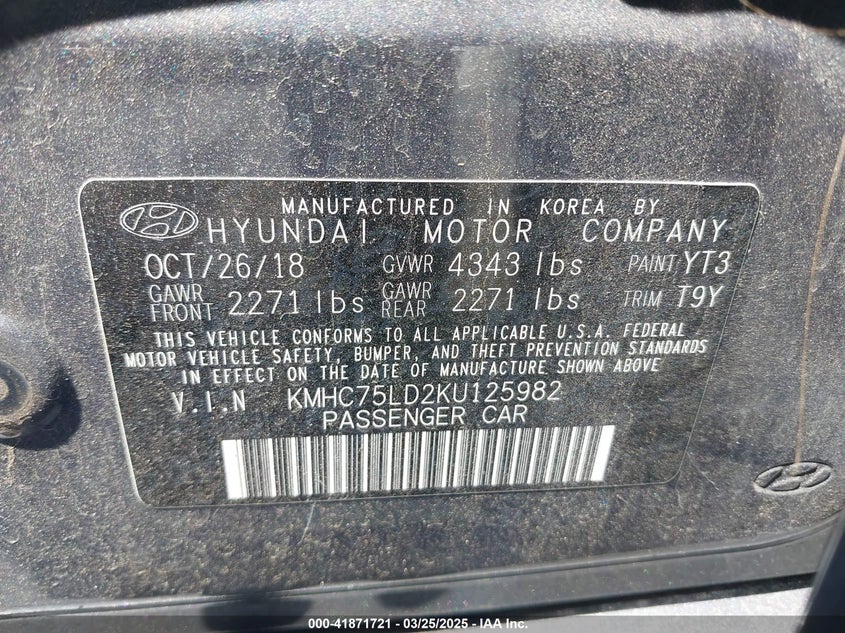 MANUFACTURED IN KOREA BY
HYUNDAI MOTOR COMPANY
OCT/26/18 GVWR 4343 lbs PAINT YT3
GAWR FRONT 2271 lbs GAWR REAR 2271 lbs TRIM T9Y
THIS VEHICLE CONFORMS TO ALL APPLICABLE U.S.A. FEDERAL
MOTOR VEHICLE SAFETY, BUMPER, AND THEFT PREVENTION STANDARDS
IN EFFECT ON THE DATE OF MANUFACTURE SHOWN ABOVE
V.I.N KMHC75LD2KU125982
PASSENGER CAR
000-41871721 - 03/25/2025 - IAA Inc.